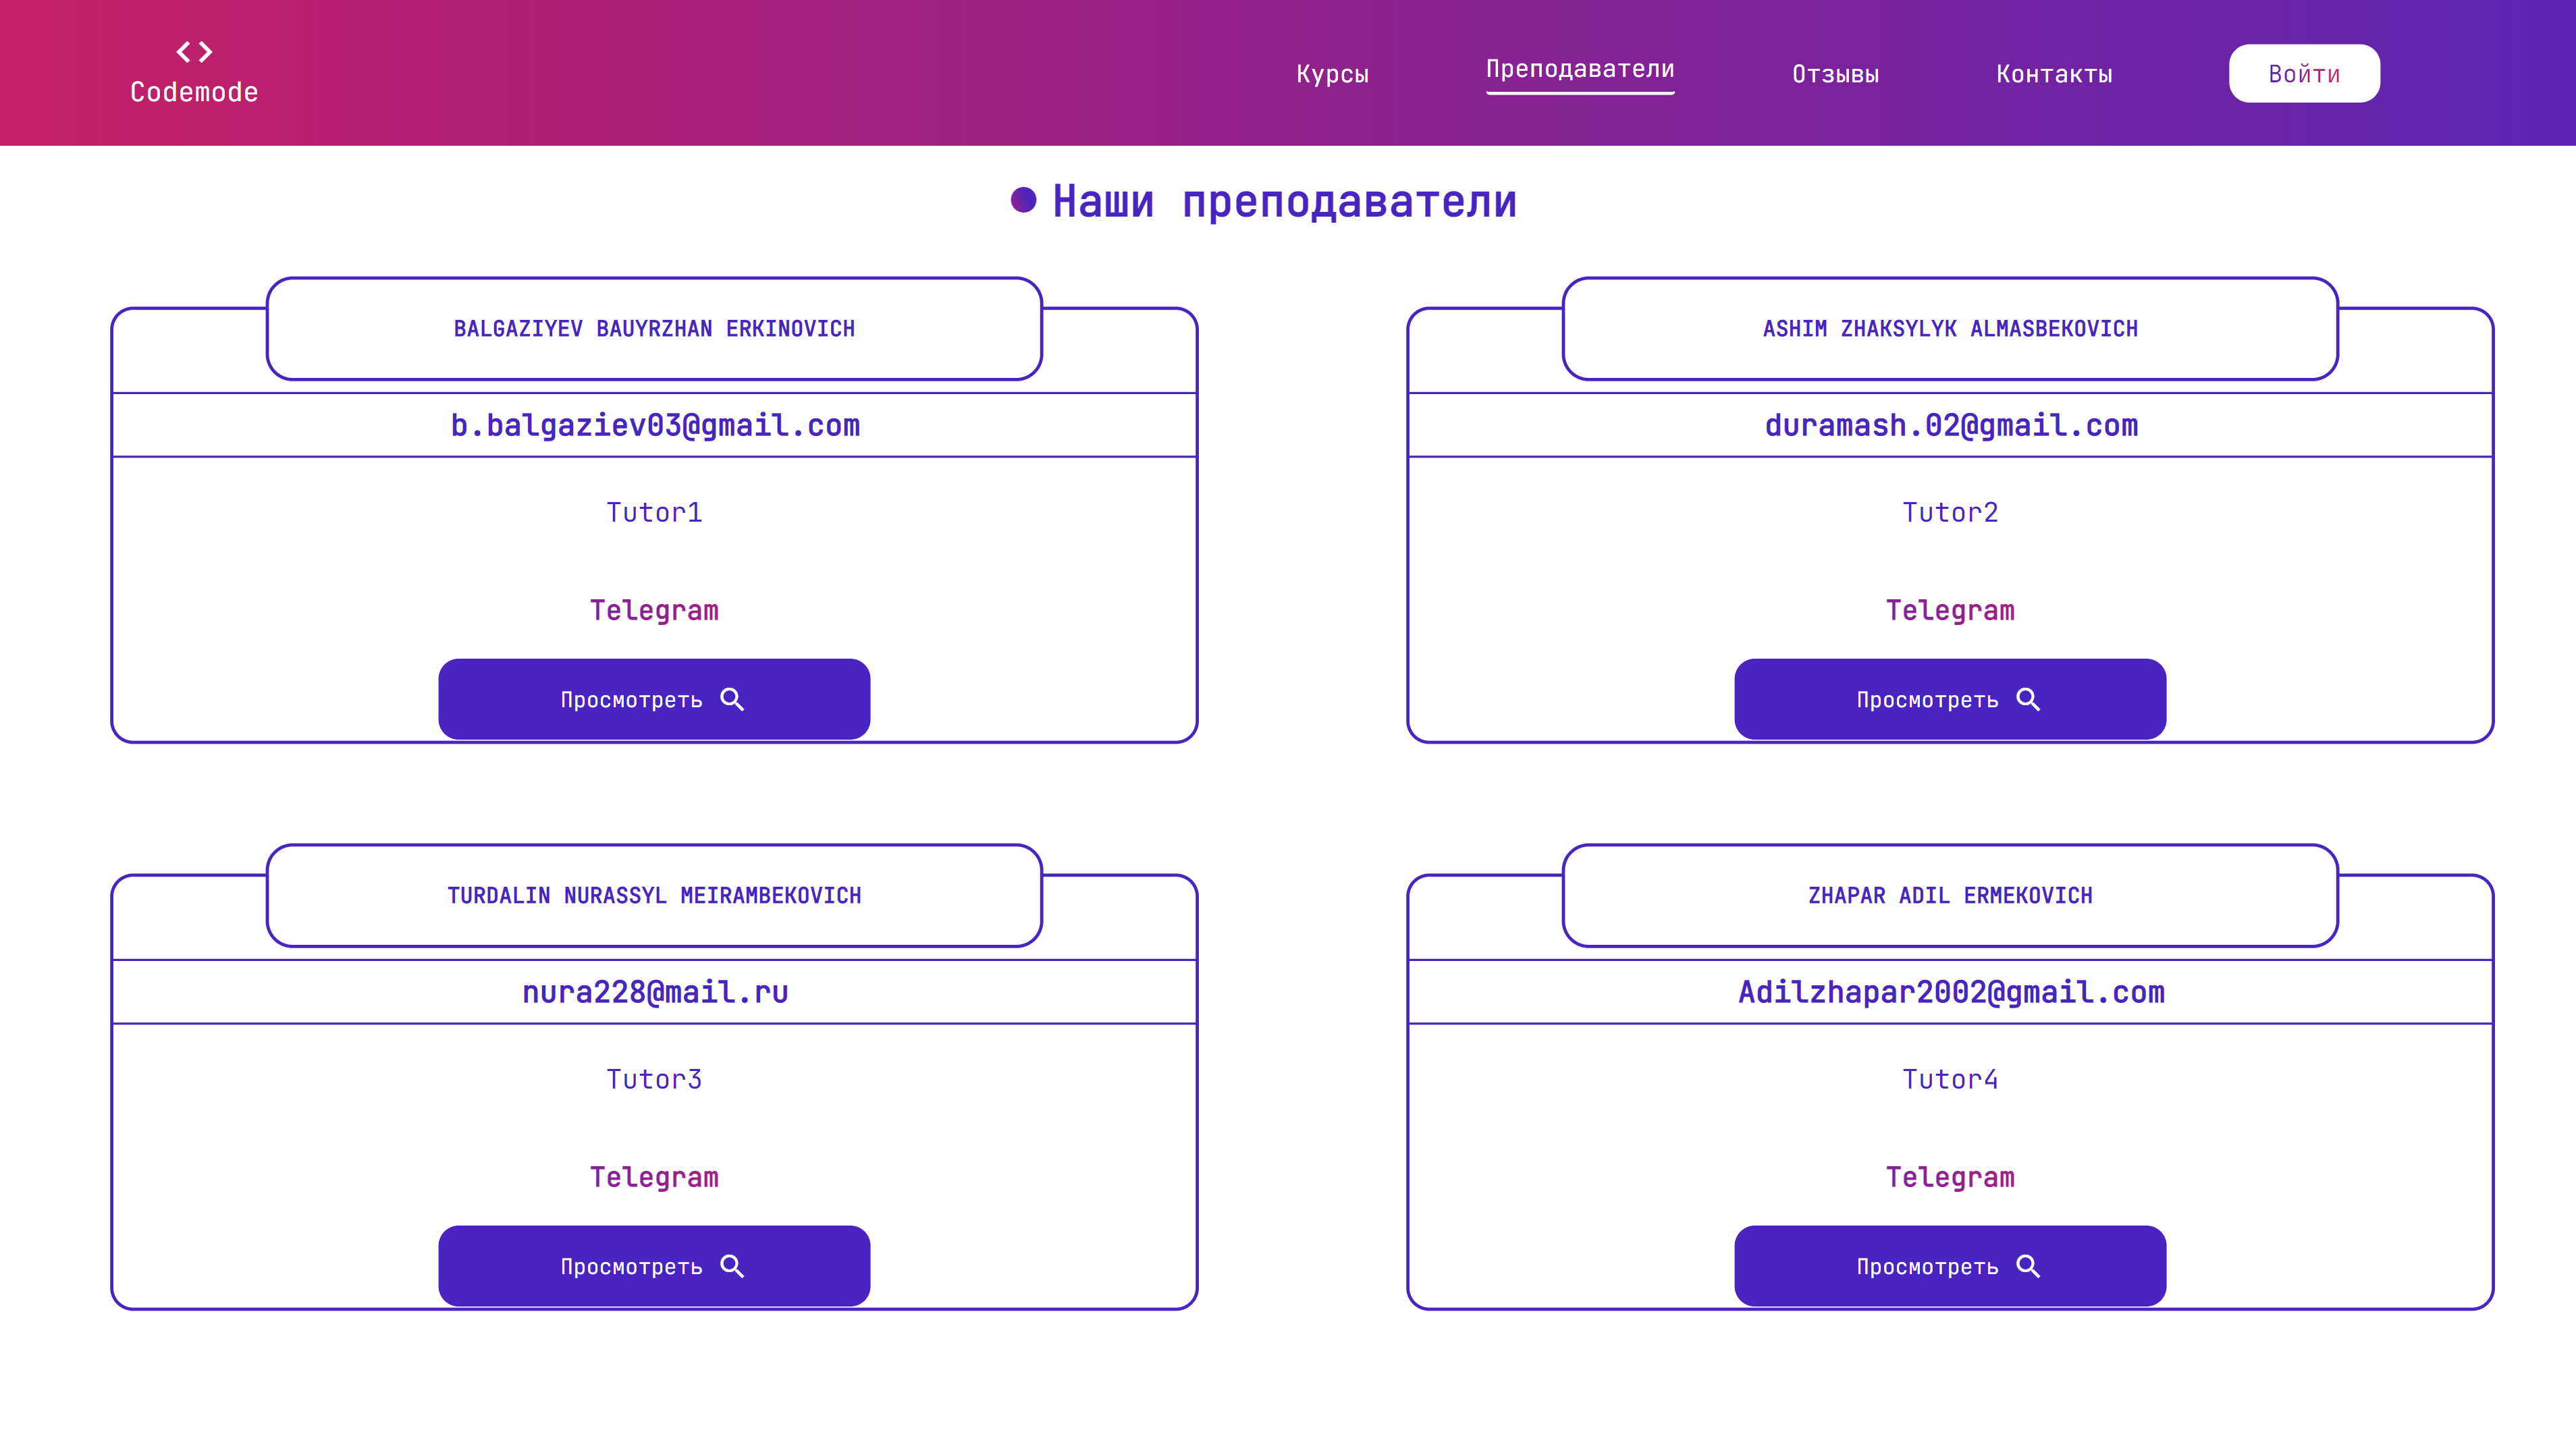 Codemode
Курсы
Преподаватели
Отзывы
Контакты
Войти
Наши преподаватели
BALGAZIYEV BAUYRZHAN ERKINOVICH
b.balgaziev03@gmail.com
Tutor1
Telegram
Просмотреть
ASHIM ZHAKSYLYK ALMASBEKOVICH
duramash.02@gmail.com
Tutor2
Telegram
Просмотреть
TURDALIN NURASSYL MEIRAMBEKOVICH
nura228@mail.ru
Tutor3
Telegram
Просмотреть
ZHAPAR ADIL ERMEKOVICH
Adilzhapar2002@gmail.com
Tutor4
Telegram
Просмотреть